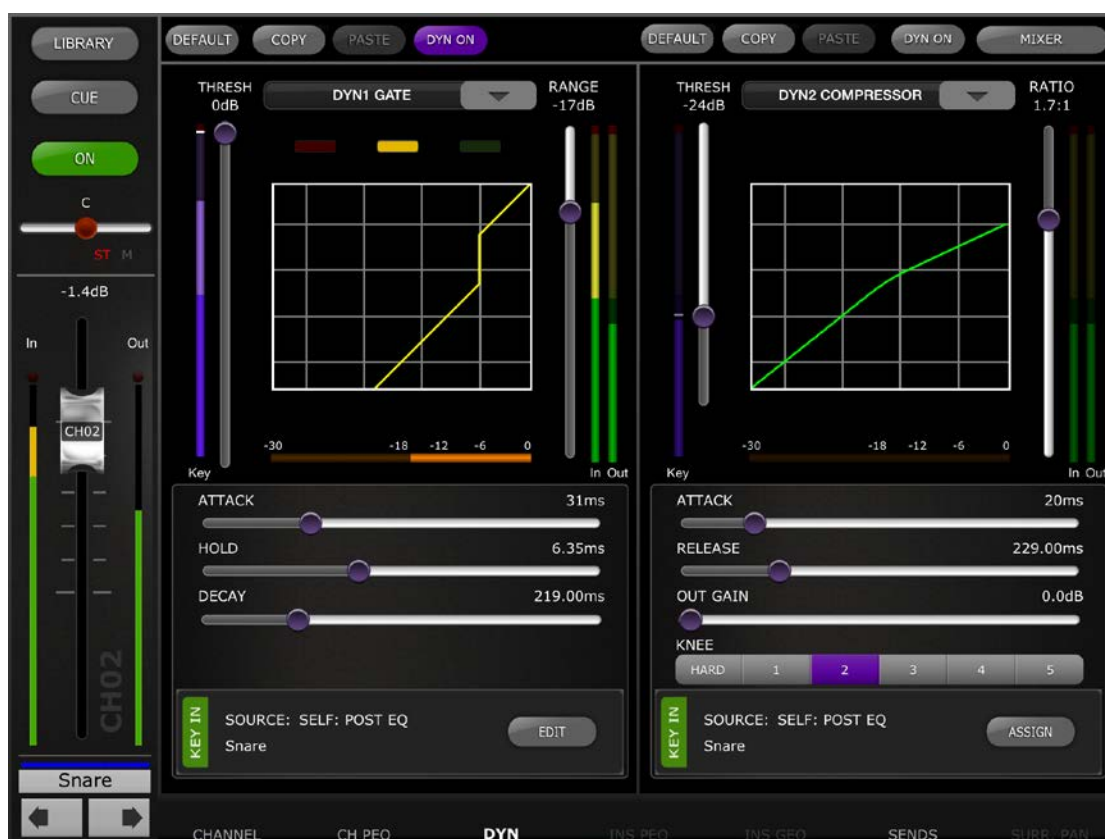 LIBRARY
CUE
ON
C
ST M
-1.4dB
In Out
CH02
CH02
Snare
DEFAULT COPY PASTE DYN ON
THRESH
0dB
DYN1 GATE
RANGE
-17dB
-30 -18 -12 -6 0
Key
In Out
ATTACK 31ms
HOLD 6.35ms
DECAY 219.00ms
KEY IN
SOURCE: SELF: POST EQ
Snare
EDIT
DEFAULT COPY PASTE DYN ON MIXER
THRESH
-24dB
DYN2 COMPRESSOR
RATIO
1.7:1
-30 -18 -12 -6 0
Key
In Out
ATTACK 20ms
RELEASE 229.00ms
OUT GAIN 0.0dB
KNEE
HARD 1 2 3 4 5
KEY IN
SOURCE: SELF: POST EQ
Snare
ASSIGN
CHANNEL CH PEQ DYN INS PEQ INS GEQ SENDS SURR. PAN